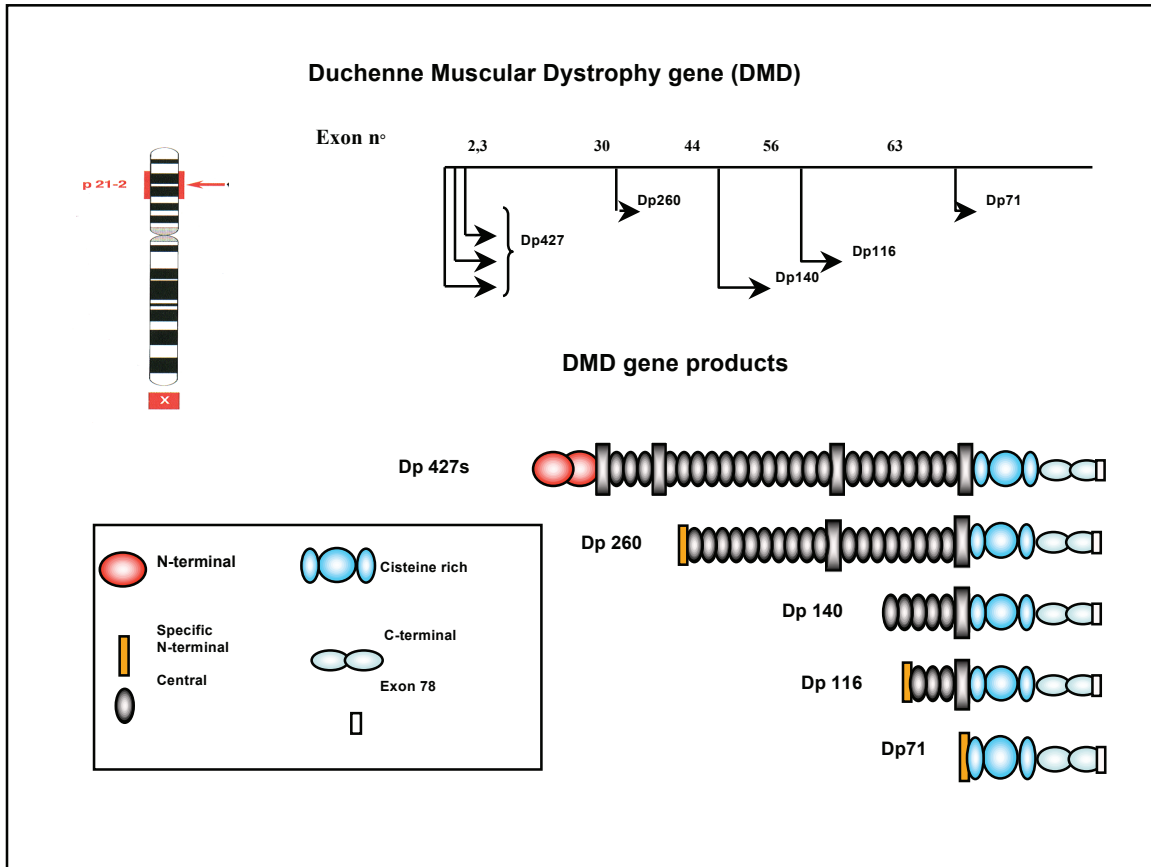 Duchenne Muscular Dystrophy gene (DMD)
Exon n°
2,3
30
44
56
63
p 21-2
Dp427
Dp260
Dp140
Dp116
Dp71
X
DMD gene products
Dp 427s
Dp 260
Dp 140
Dp 116
Dp71
N-terminal
Cisteine rich
Specific
N-terminal
C-terminal
Central
Exon 78